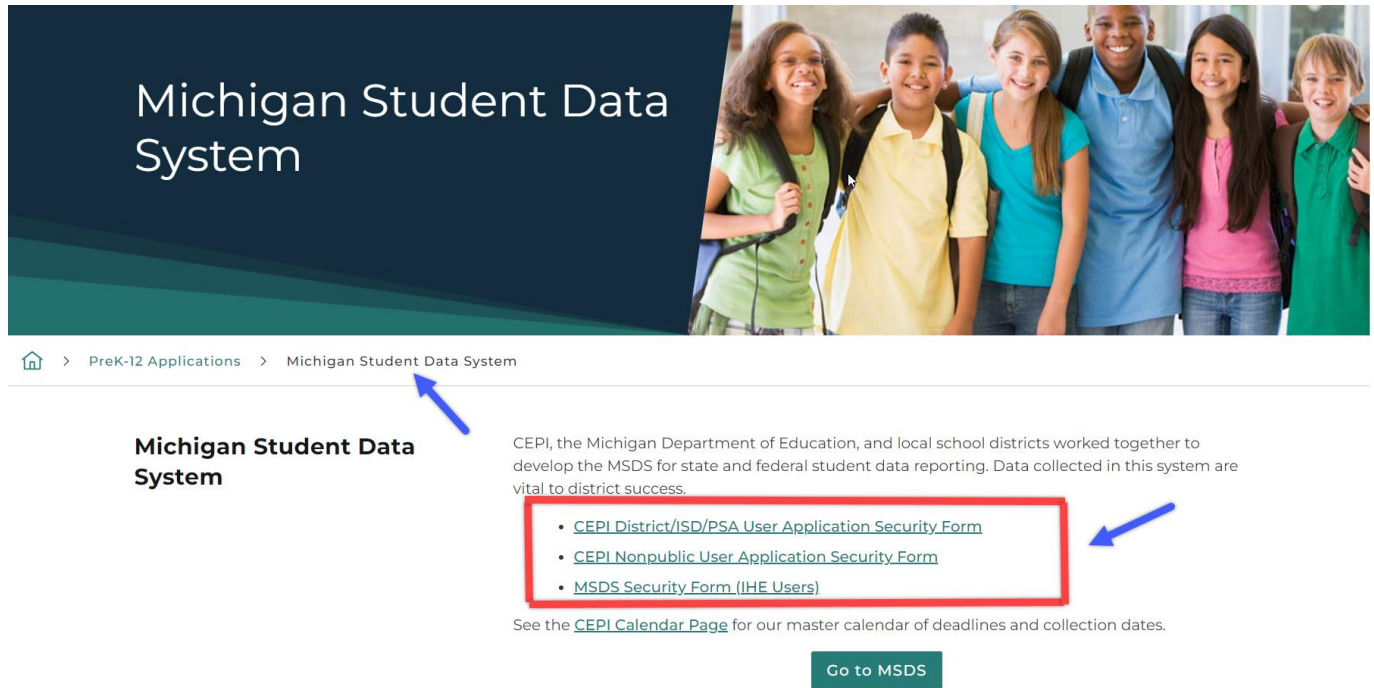 Michigan Student Data
System
> PreK-12 Applications > Michigan Student Data System
Michigan Student Data
System
CEPI, the Michigan Department of Education, and local school districts worked together to
develop the MSDS for state and federal student data reporting. Data collected in this system are
vital to district success.
• CEPI District/ISD/PSA User Application Security Form
• CEPI Nonpublic User Application Security Form
• MSDS Security Form (IHE Users)
See the CEPI Calendar Page for our master calendar of deadlines and collection dates.
Go to MSDS